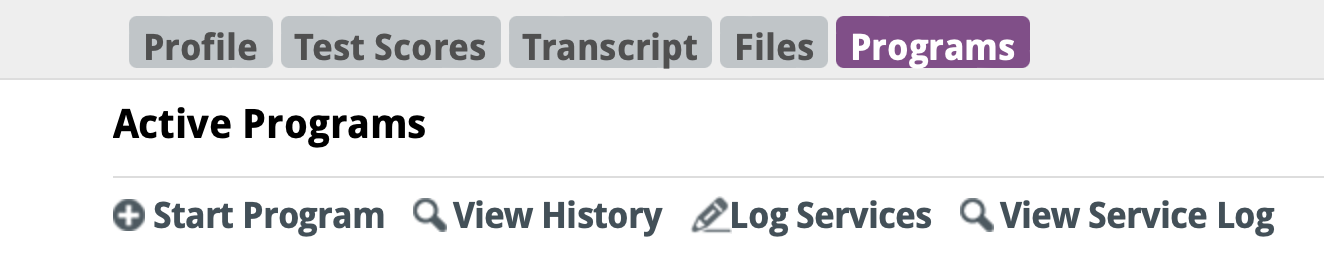 Profile Test Scores Transcript Files Programs
Active Programs
Start Program View History Log Services View Service Log